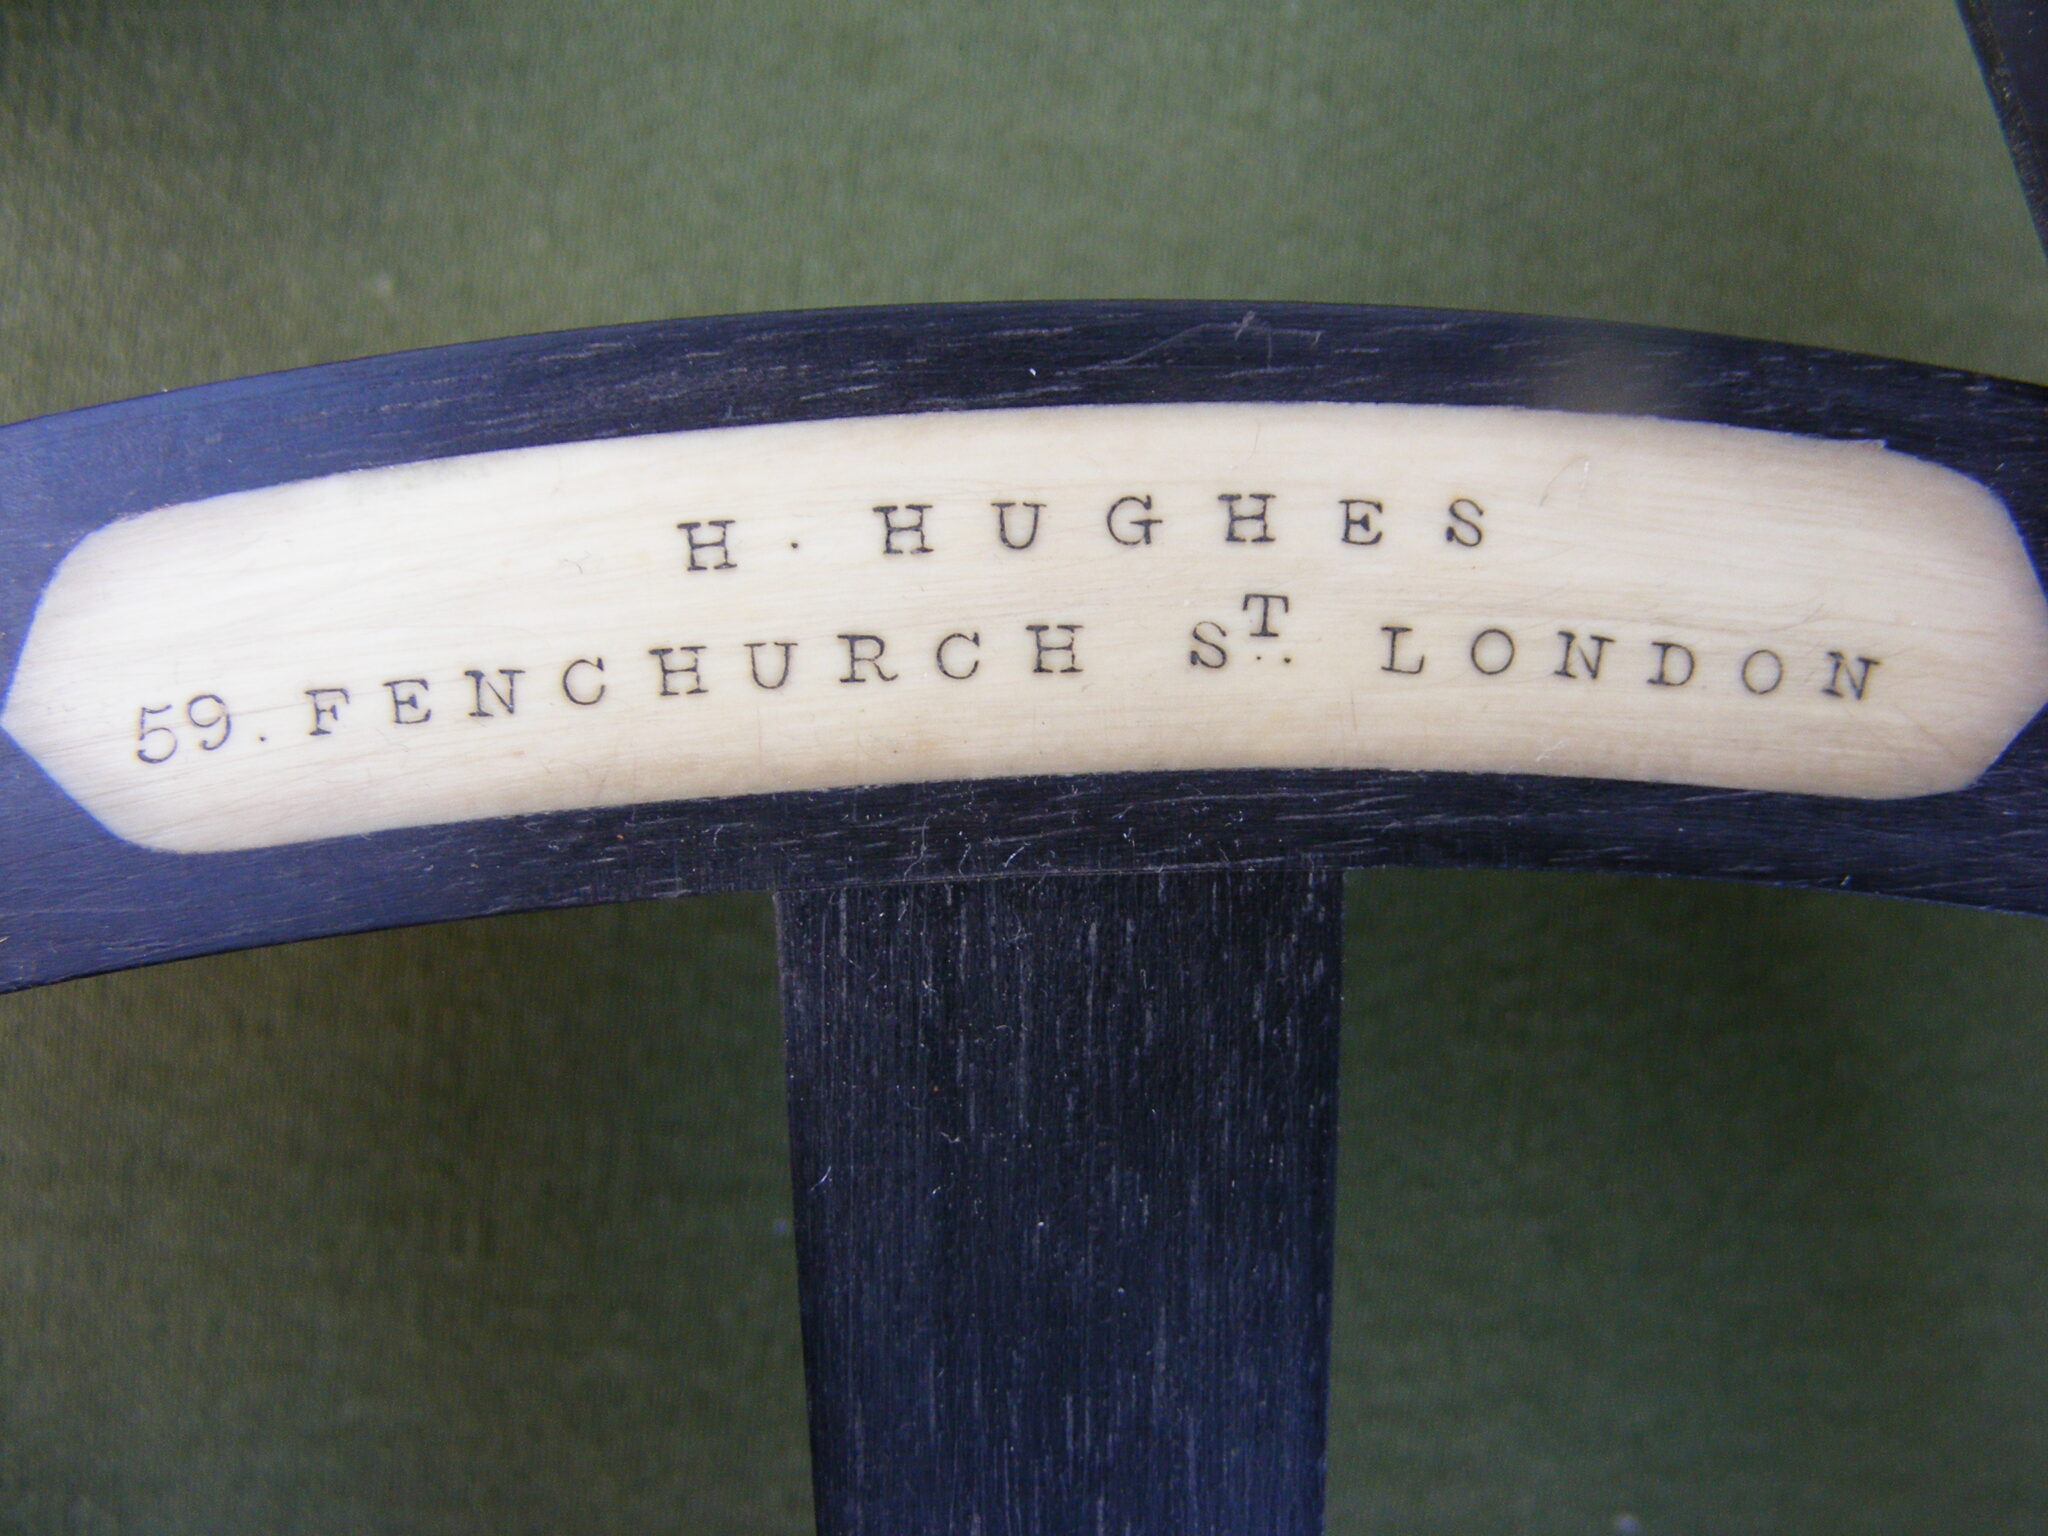 H. HUGHES
59. FENCHURCH ST. LONDON